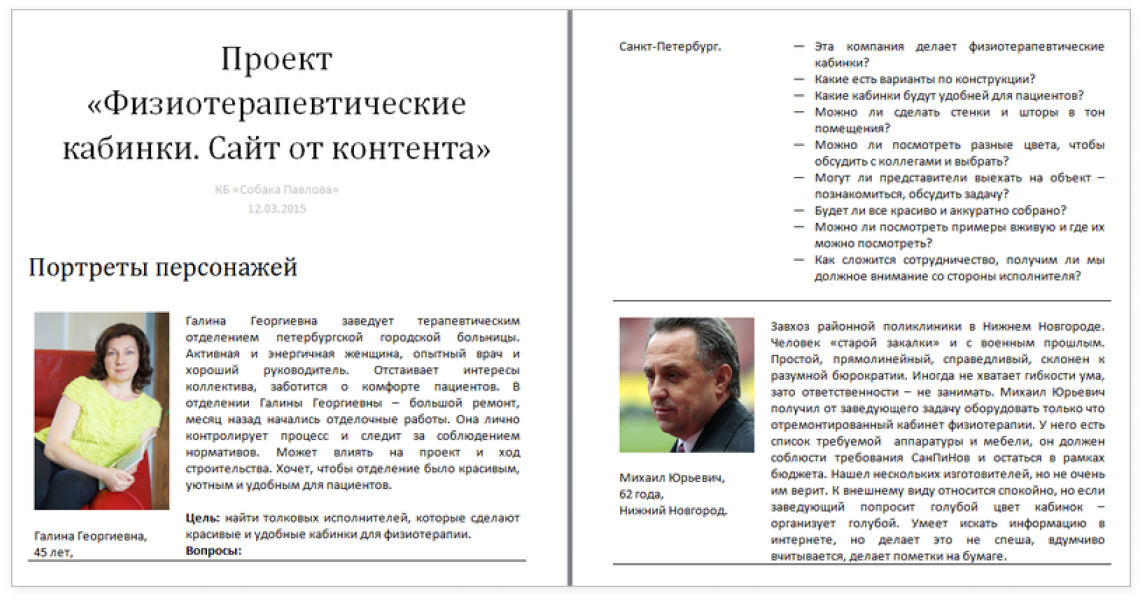 Проект
«Физиотерапевтические
кабинки. Сайт от контента»
КБ «Собака Павлова»
12.03.2015
Портреты персонажей
Галина Георгиевна заведует терапевтическим
отделением петербургской городской больницы.
Активная и энергичная женщина, опытный врач и
хороший руководитель. Отстаивает интересы
коллектива, заботится о комфорте пациентов. В
отделении Галины Георгиевны – большой ремонт,
месяц назад начались отделочные работы. Она лично
контролирует процесс и следит за соблюдением
нормативов. Может влиять на проект и ход
строительства. Хочет, чтобы отделение было красивым,
уютным и удобным для пациентов.
Цель: найти толковых исполнителей, которые сделают
красивые и удобные кабинки для физиотерапии.
Вопросы:
Галина Георгиевна,
45 лет,
Санкт-Петербург.
— Эта компания делает физиотерапевтические
кабинки?
— Какие есть варианты по конструкции?
— Какие кабинки будут удобней для пациентов?
— Можно ли сделать стенки и шторы в тон
помещения?
— Можно ли посмотреть разные цвета, чтобы
обсудить с коллегами и выбрать?
— Могут ли представители выехать на объект –
познакомиться, обсудить задачу?
— Будет ли все красиво и аккуратно собрано?
— Можно ли посмотреть примеры вживую и где их
можно посмотреть?
— Как сложится сотрудничество, получим ли мы
должное внимание со стороны исполнителя?
Завхоз районной поликлиники в Нижнем Новгороде.
Человек «старой закалки» и с военным прошлым.
Простой, прямолинейный, справедливый, склонен к
разумной бюрократии. Иногда не хватает гибкости ума,
зато ответственности – не занимать. Михаил Юрьевич
получил от заведующего задачу оборудовать только что
отремонтированный кабинет физиотерапии. У него есть
список требуемой аппаратуры и мебели, он должен
соблюсти требования СанПиНов и остаться в рамках
бюджета. Нашел нескольких изготовителей, но не очень
им верит. К внешнему виду относится спокойно, но если
заведующий попросит голубой цвет кабинок –
организует голубой. Умеет искать информацию в
интернете, но делает это не спеша, вдумчиво
вчитывается, делает пометки на бумаге.
Михаил Юрьевич,
62 года,
Нижний Новгород.